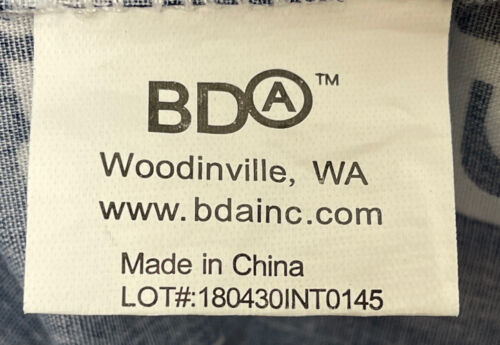 BDA™
Woodinville, WA
www.bdainc.com
Made in China
LOT#:180430INT0145